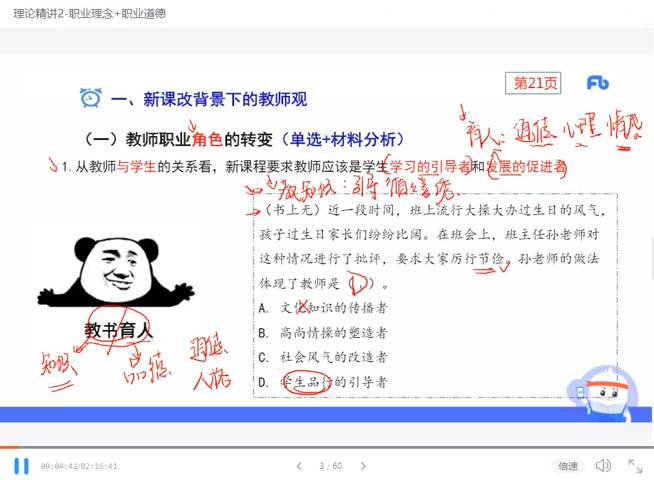 理论精讲2-职业理念+职业道德
第21页
一、新课改背景下的教师观
育人：道德 心理 情感
（一）教师职业角色的转变（单选+材料分析）
1. 从教师与学生的关系看，新课程要求教师应该是学生学习的引导者和发展的促进者
教知识：引导 循循善诱
（书上无）近一段时间，班上流行大操大办过生日的风气，
孩子过生日家长们纷纷比阔。在班会上，班主任孙老师对
这种情况进行了批评，要求大家厉行节俭。孙老师的做法
体现了教师是（D）。
A. 文化知识的传播者
B. 高尚情操的塑造者
C. 社会风气的改造者
D. 学生品行的引导者
教书育人
知识 品德 道德
人格
00:04:42/02:16:41
3 / 60
倍速